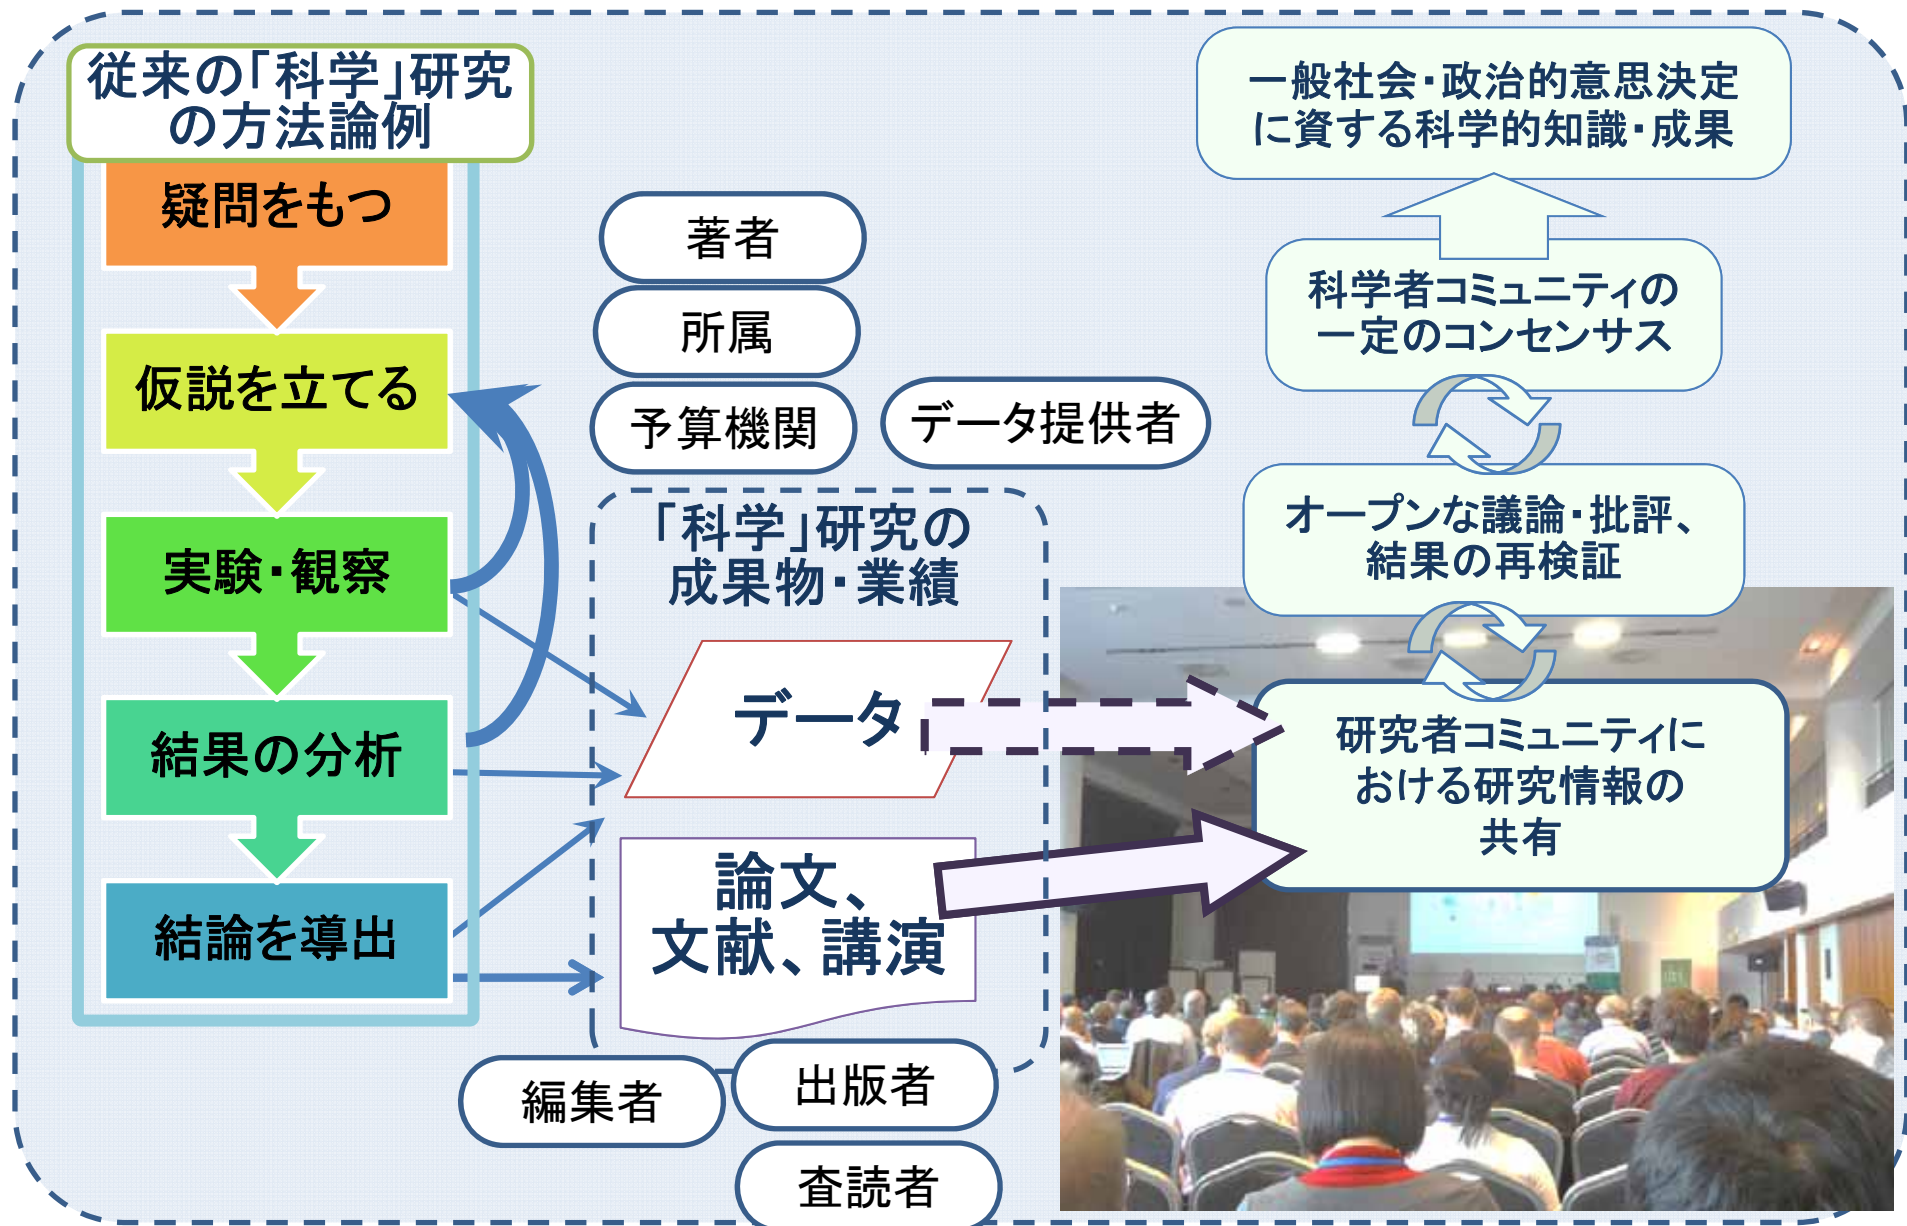 従来の「科学」研究
の方法論例
疑問をもつ
仮説を立てる
実験・観察
結果の分析
結論を導出
著者
所属
予算機関
データ提供者
「科学」研究の
成果物・業績
データ
論文、
文献、講演
編集者
出版者
査読者
一般社会・政治的意思決定
に資する科学的知識・成果
科学者コミュニティの
一定のコンセンサス
オープンな議論・批評、
結果の再検証
研究者コミュニティに
おける研究情報の
共有